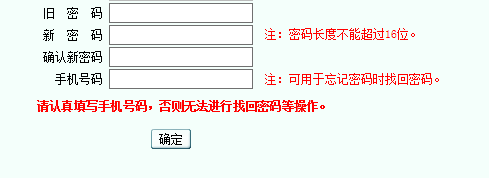 旧 密 码
新 密 码 注：密码长度不能超过16位。
确认新密码
手机号码 注：可用于忘记密码时找回密码。
请认真填写手机号码，否则无法进行找回密码等操作。
确定